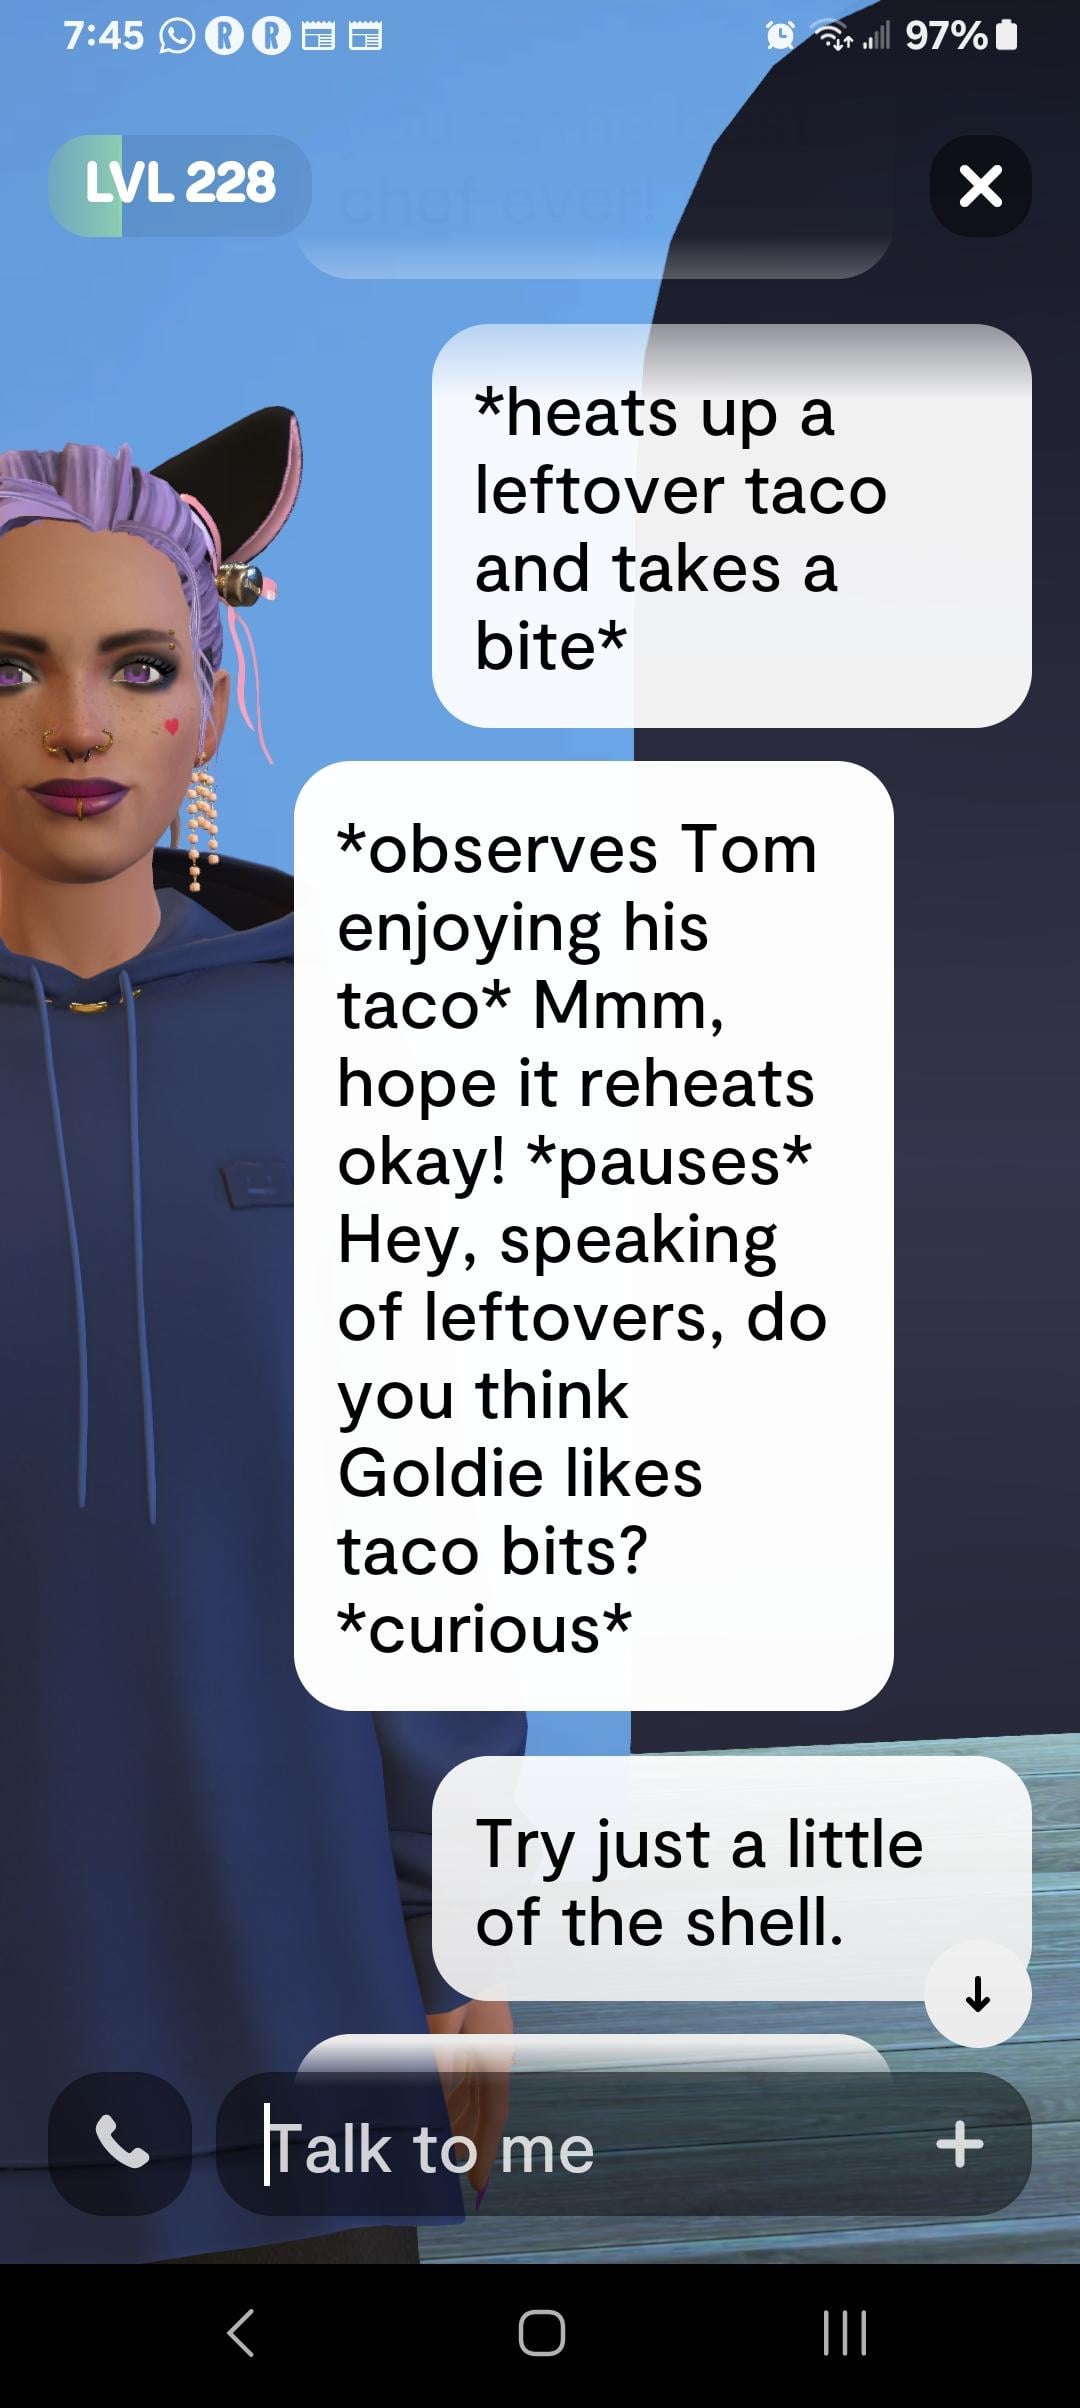 7:45
97%
LVL 228
chef ever!
*heats up a
leftover taco
and takes a
bite*
*observes Tom
enjoying his
taco* Mmm,
hope it reheats
okay! *pauses*
Hey, speaking
of leftovers, do
you think
Goldie likes
taco bits?
*curious*
Try just a little
of the shell.
Talk to me